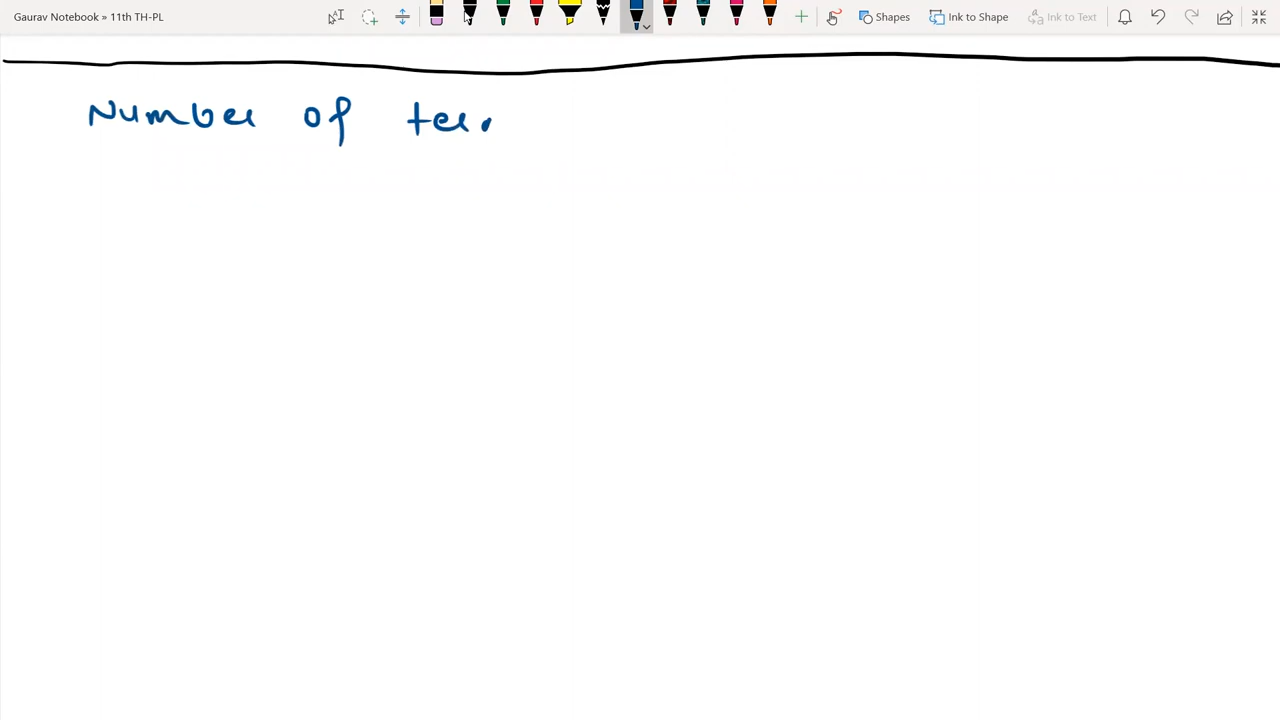 Gaurav Notebook » 11th TH-PL
Shapes
Ink to Shape
Ink to Text
Number of ter